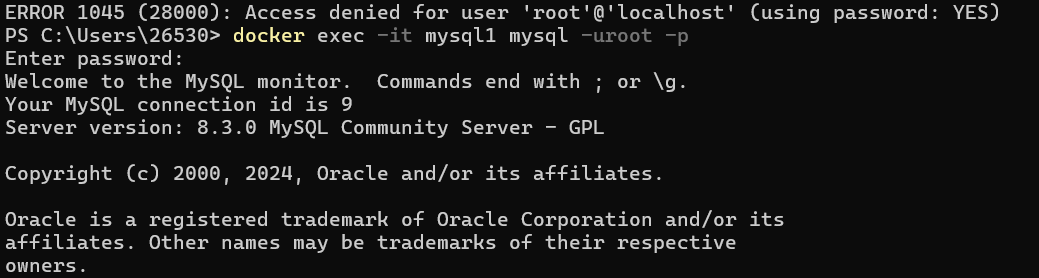 ERROR 1045 (28000): Access denied for user 'root'@'localhost' (using password: YES)
PS C:\Users\26530> docker exec -it mysql1 mysql -uroot -p
Enter password:
Welcome to the MySQL monitor.  Commands end with ; or \g.
Your MySQL connection id is 9
Server version: 8.3.0 MySQL Community Server - GPL

Copyright (c) 2000, 2024, Oracle and/or its affiliates.

Oracle is a registered trademark of Oracle Corporation and/or its
affiliates. Other names may be trademarks of their respective
owners.